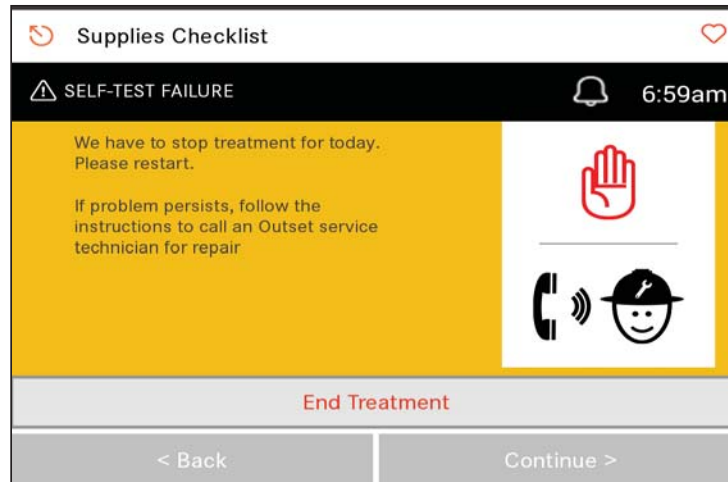 Supplies Checklist
SELF-TEST FAILURE
6:59am
We have to stop treatment for today.
Please restart.
If problem persists, follow the
instructions to call an Outset service
technician for repair
End Treatment
< Back
Continue >